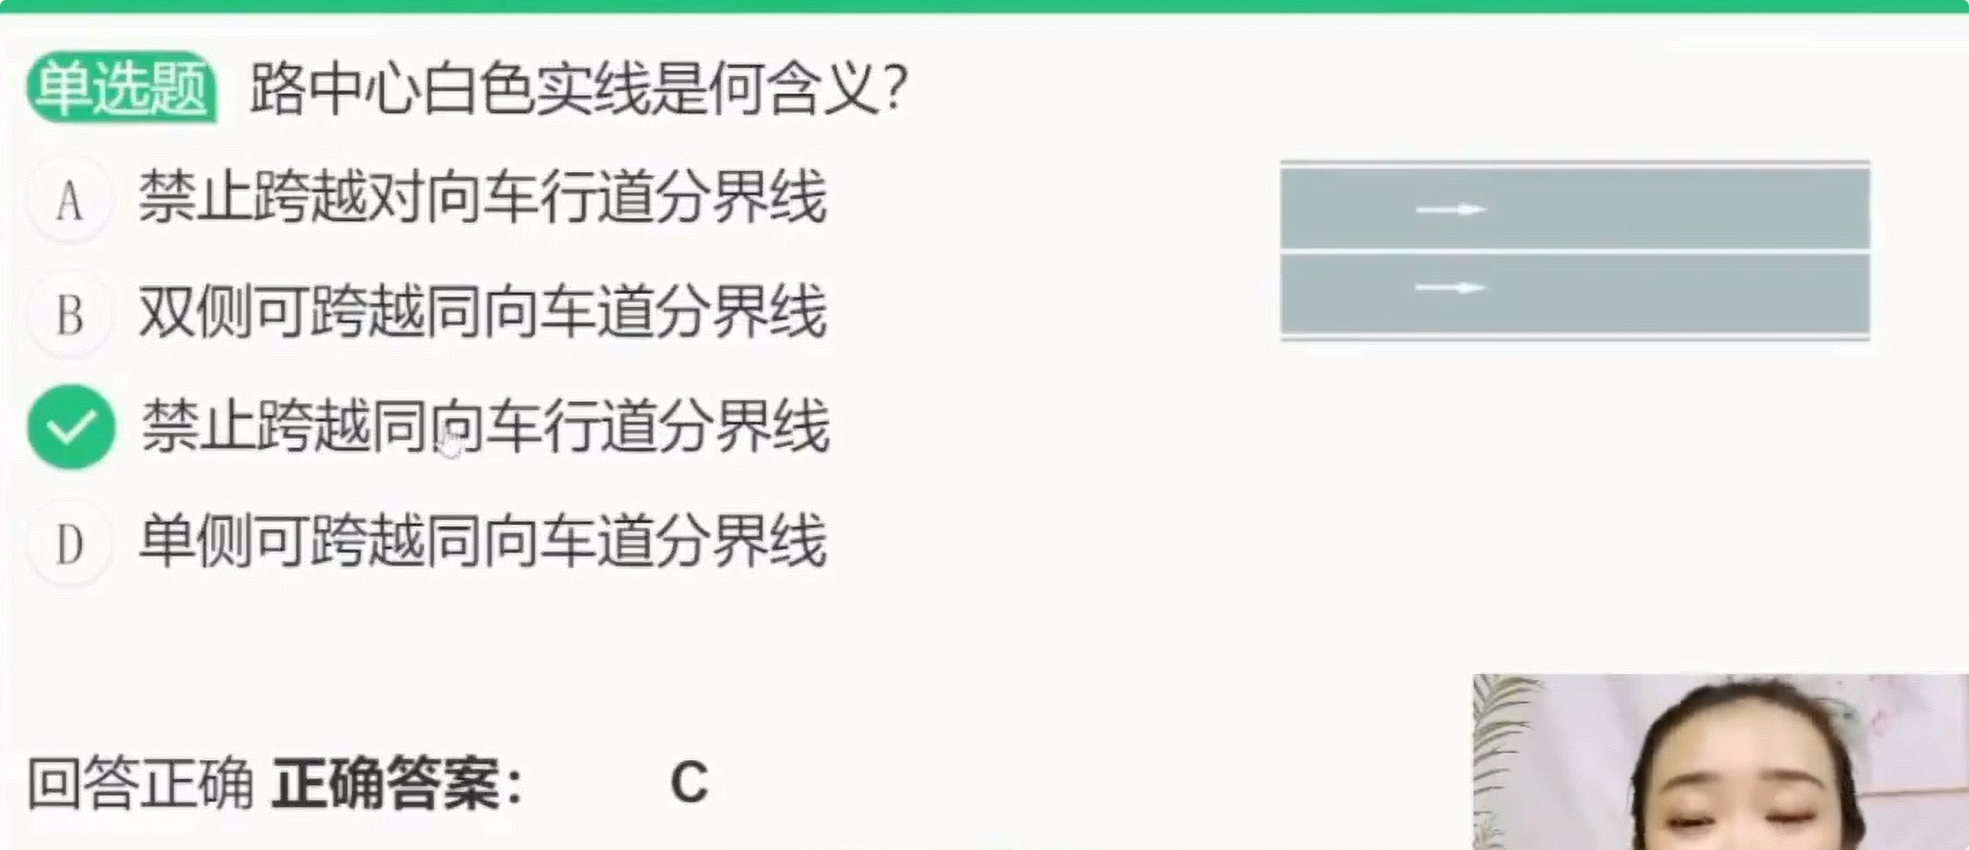 单选题 路中心白色实线是何含义？
A 禁止跨越对向车行道分界线
B 双侧可跨越同向车道分界线
禁止跨越同向车行道分界线
D 单侧可跨越同向车道分界线
回答正确 正确答案： C